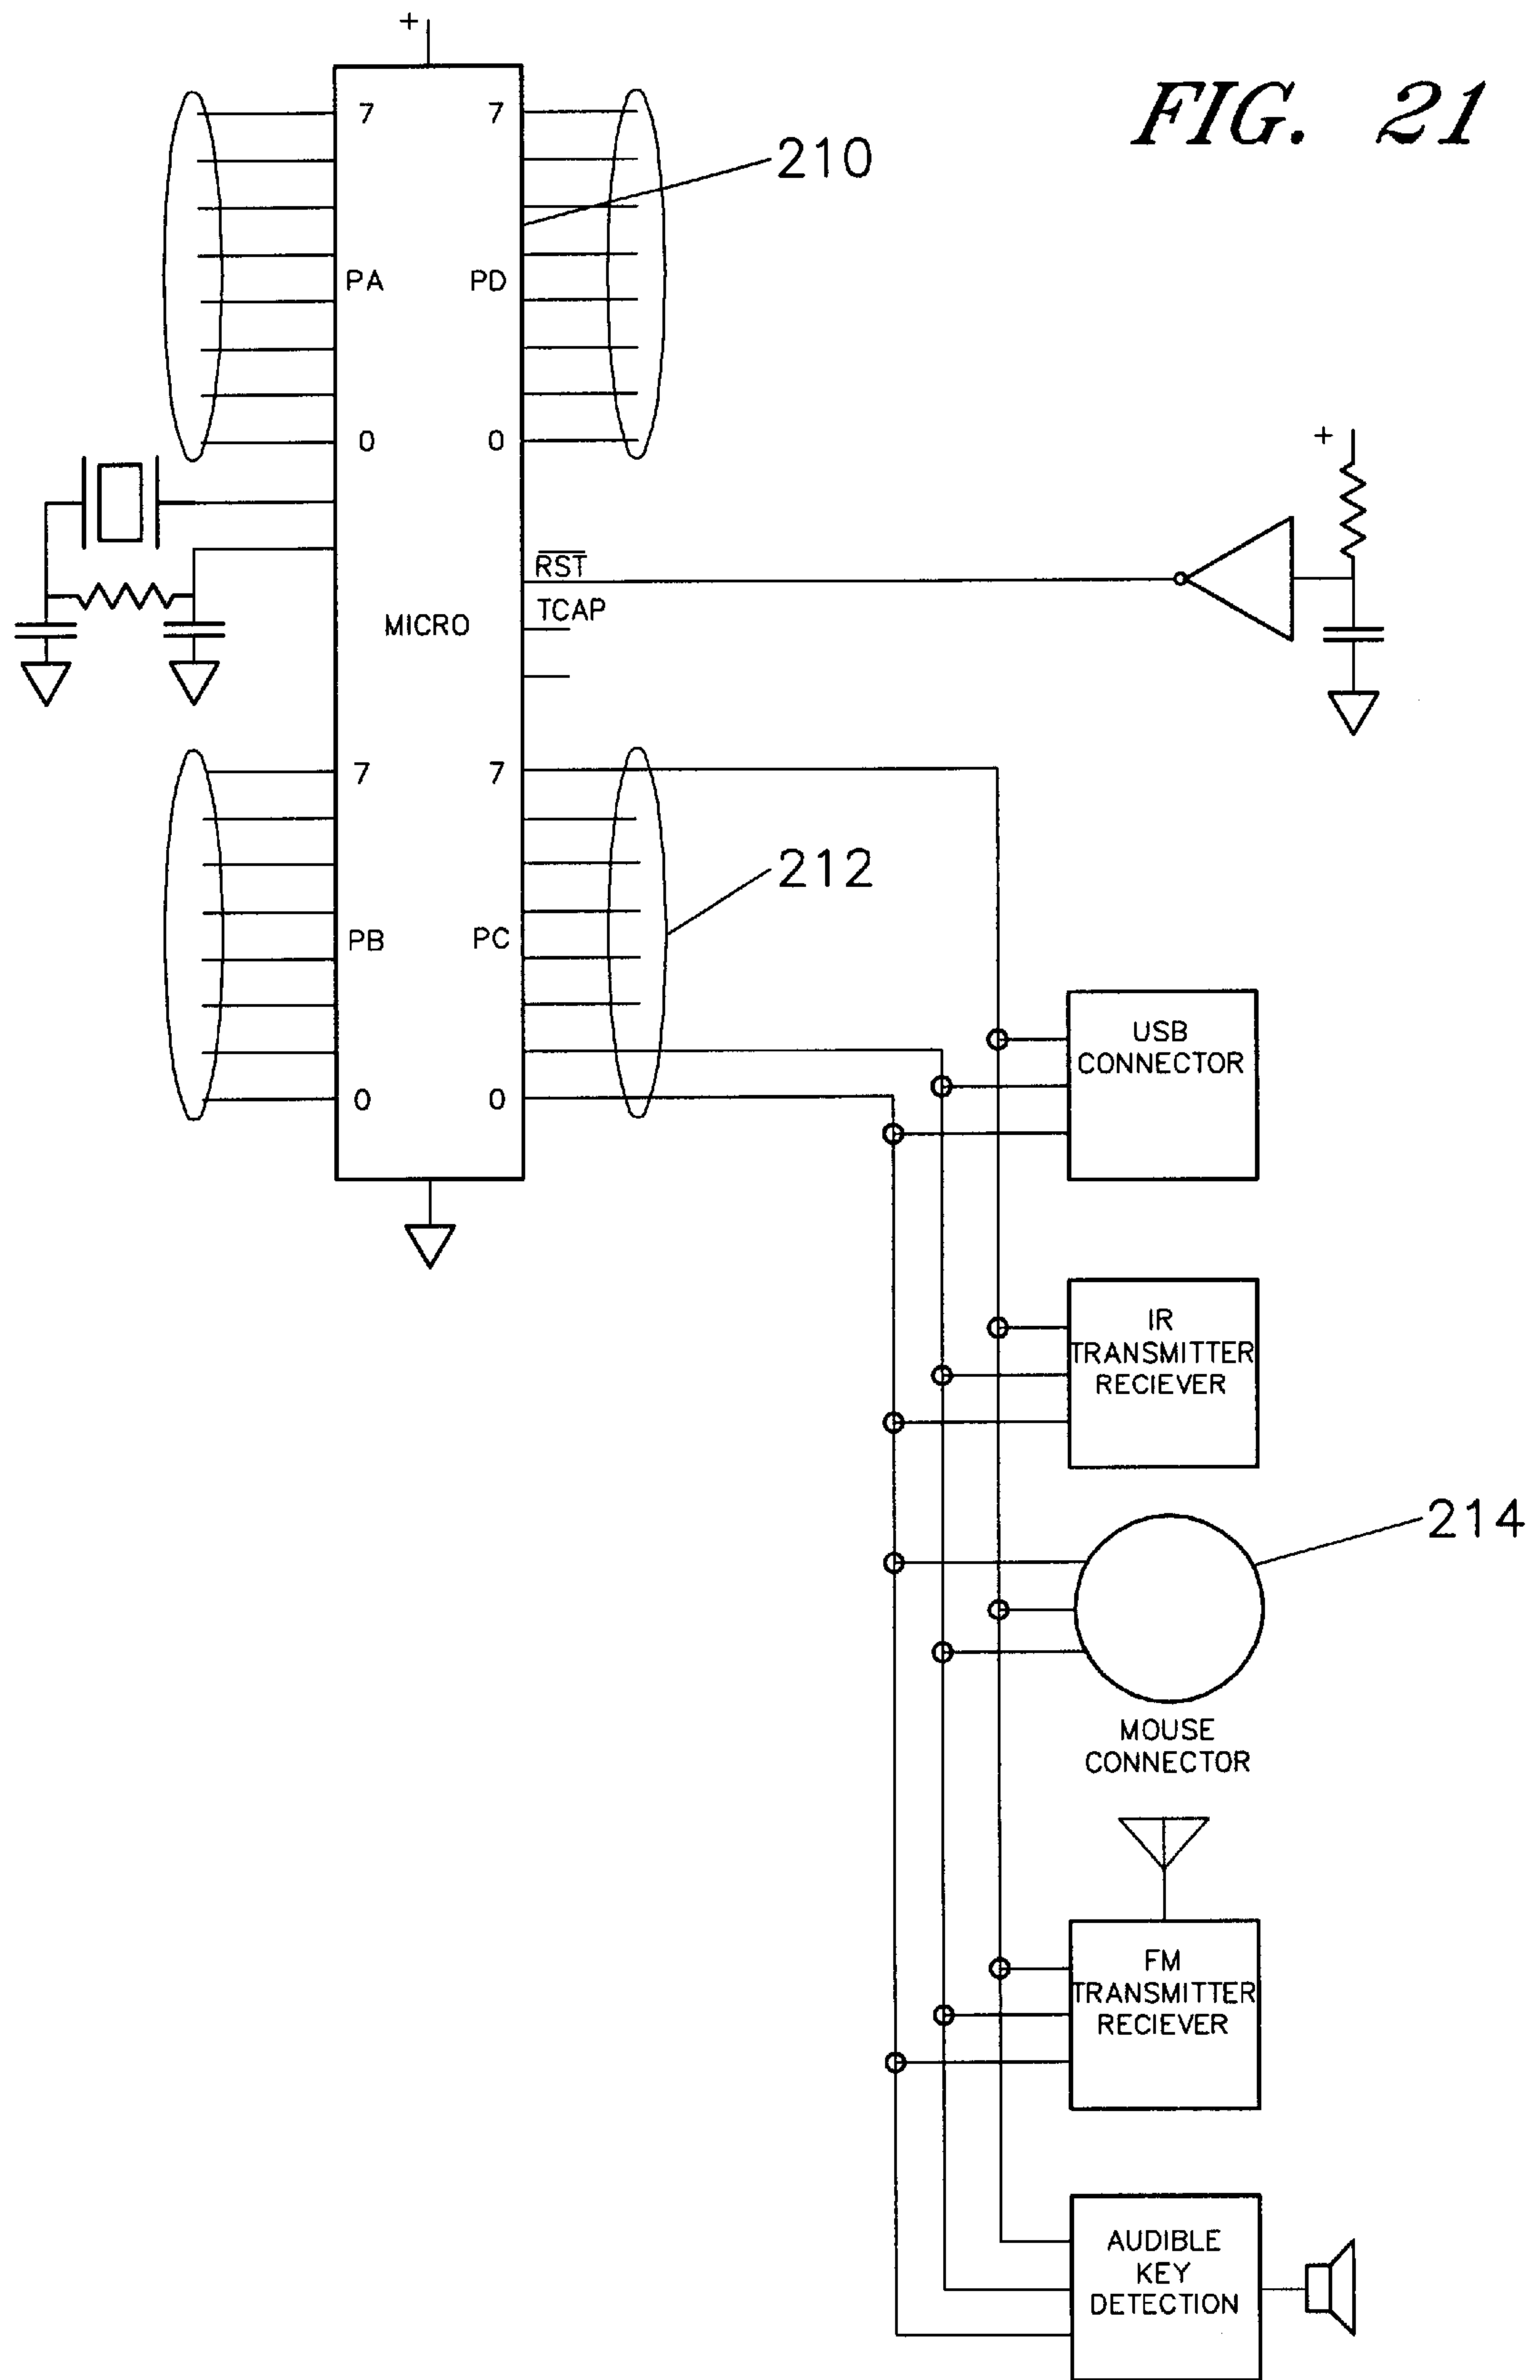 +
FIG. 21
7 7
210
PA PD
0 0
+
RST
TCAP
MICRO
7 7
212
PB PC
USB
CONNECTOR
0 0
IR
TRANSMITTER
RECIEVER
214
MOUSE
CONNECTOR
FM
TRANSMITTER
RECIEVER
AUDIBLE
KEY
DETECTION